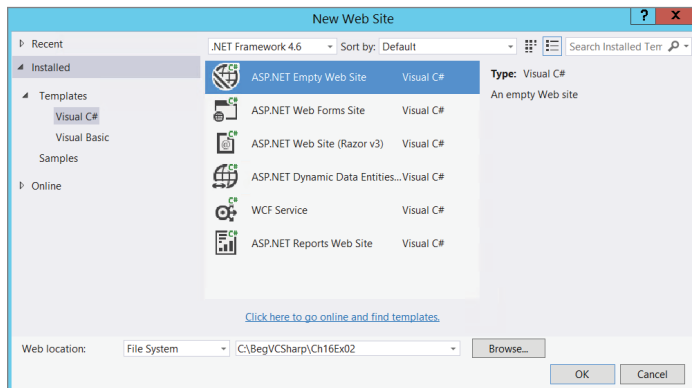 New Web Site
? x
Recent
.NET Framework 4.6 Sort by: Default
Search Installed Tem
Installed
Templates
Visual C#
Visual Basic
Samples
Online
ASP.NET Empty Web Site Visual C#
ASP.NET Web Forms Site Visual C#
ASP.NET Web Site (Razor v3) Visual C#
ASP.NET Dynamic Data Entities... Visual C#
WCF Service Visual C#
ASP.NET Reports Web Site Visual C#
Type: Visual C#
An empty Web site
Click here to go online and find templates.
Web location: File System C:\BegVCSharp\Ch16Ex02 Browse...
OK Cancel